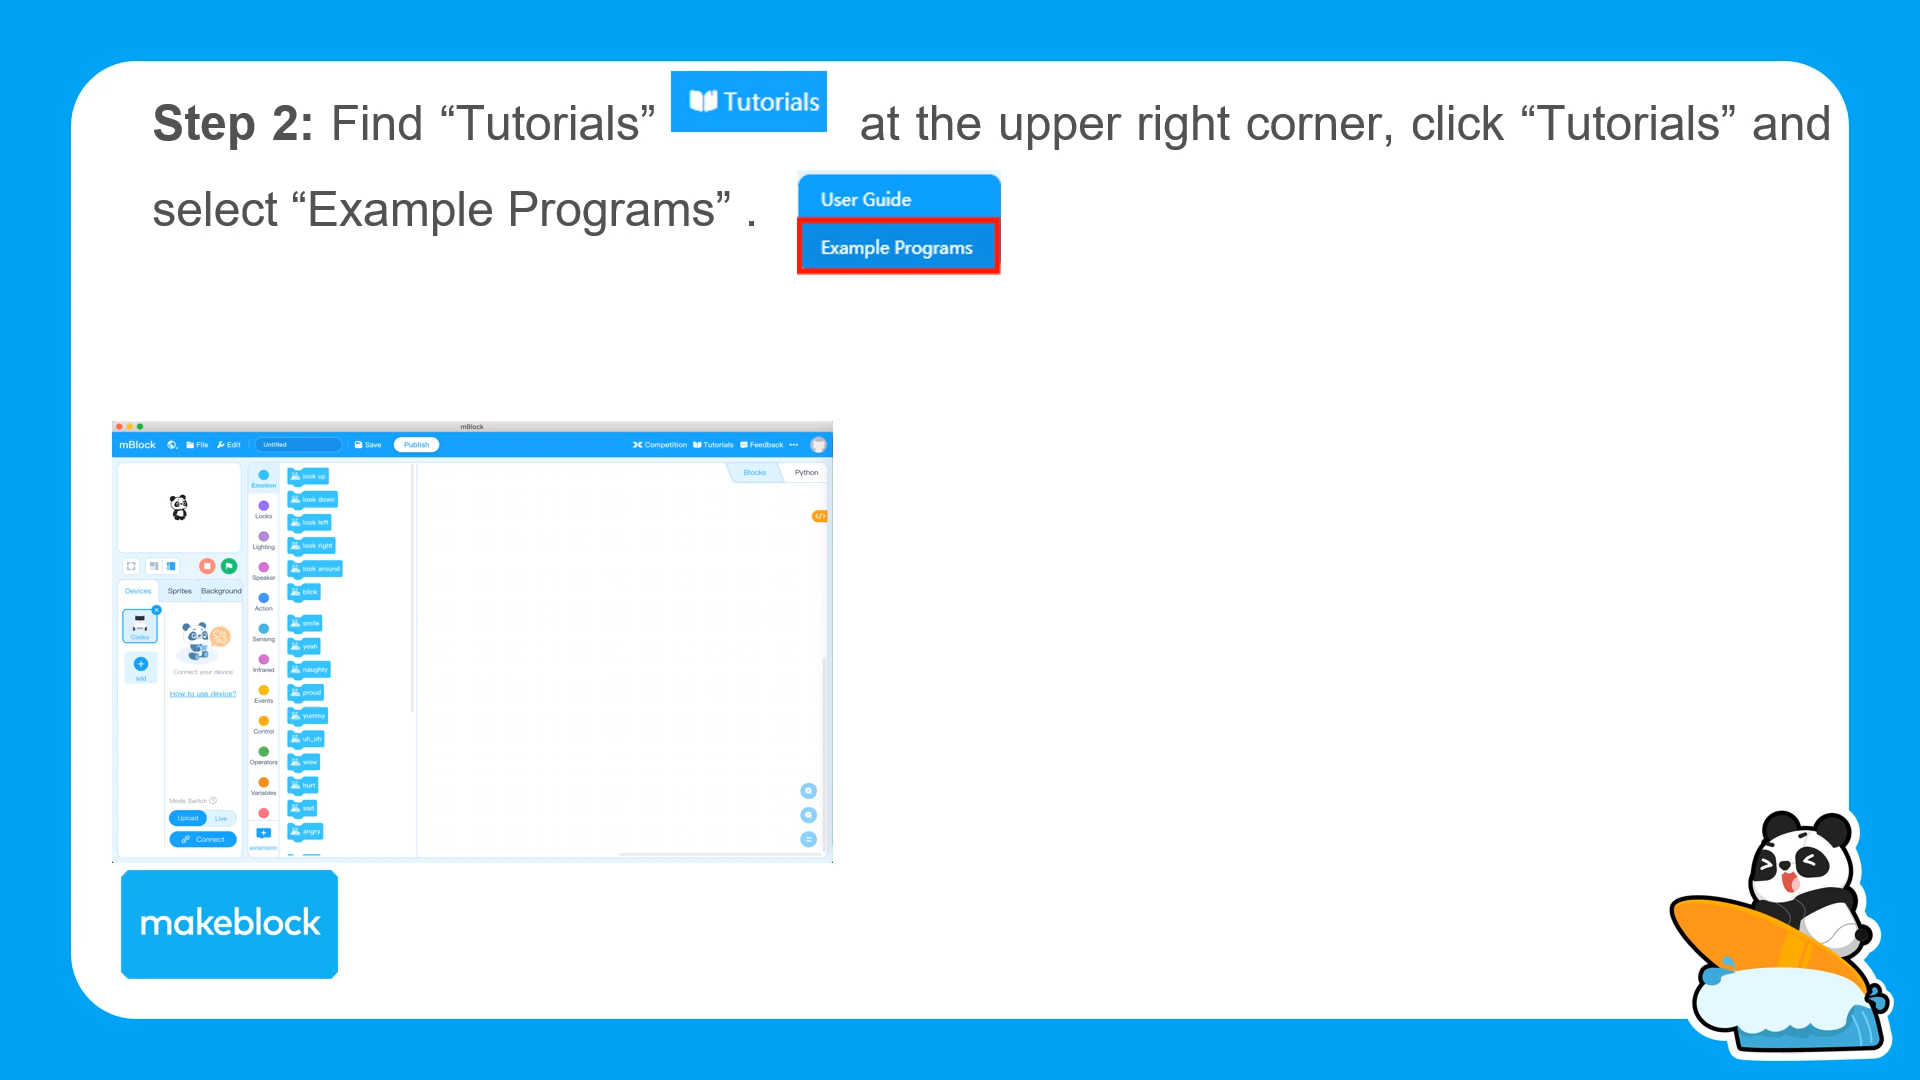 Step 2: Find “Tutorials” Tutorials at the upper right corner, click “Tutorials” and
select “Example Programs” .
User Guide
Example Programs
mBlock
mBlock File Edit Untitled Save Publish Competition Tutorials Feedback
Blocks Python
Emotion
Looks
Lighting
Speaker
Action
Sensing
Infrared
Events
Control
Operators
Variables
extension
look up
look down
look left
look right
look around
blink
smile
yeah
naughty
proud
yummy
uh_oh
wow
hurt
sad
angry
Devices Sprites Background
Codey
add
Connect your device
How to use device?
Mode Switch
Upload Live
Connect
makeblock